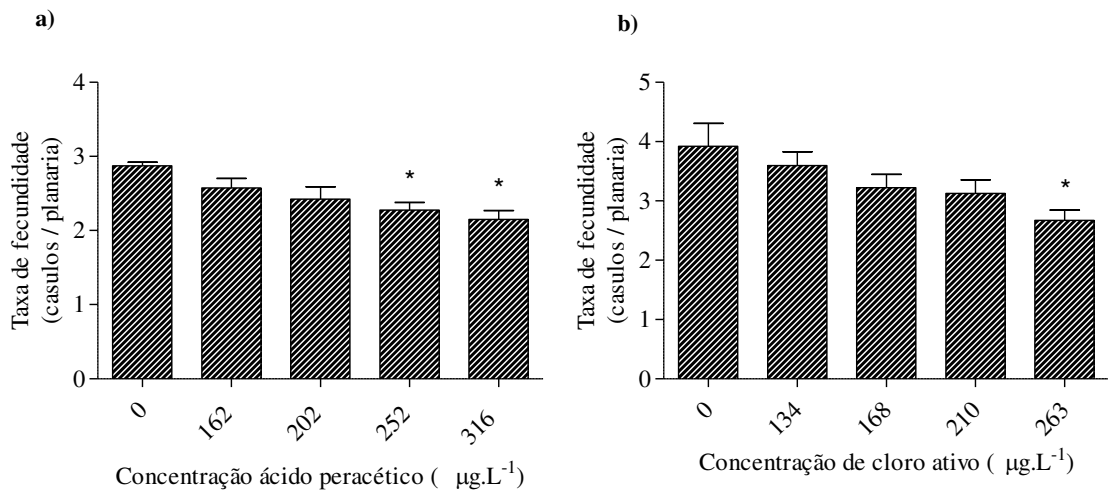 a)
Taxa de fecundidade
(casulos / planaria)
4
3
2
1
0
* *
0 162 202 252 316
Concentração ácido peracético ( µg.L-1)
b)
Taxa de fecundidade
(casulos / planaria)
5
4
3
2
1
0
*
0 134 168 210 263
Concentração de cloro ativo ( µg.L-1)